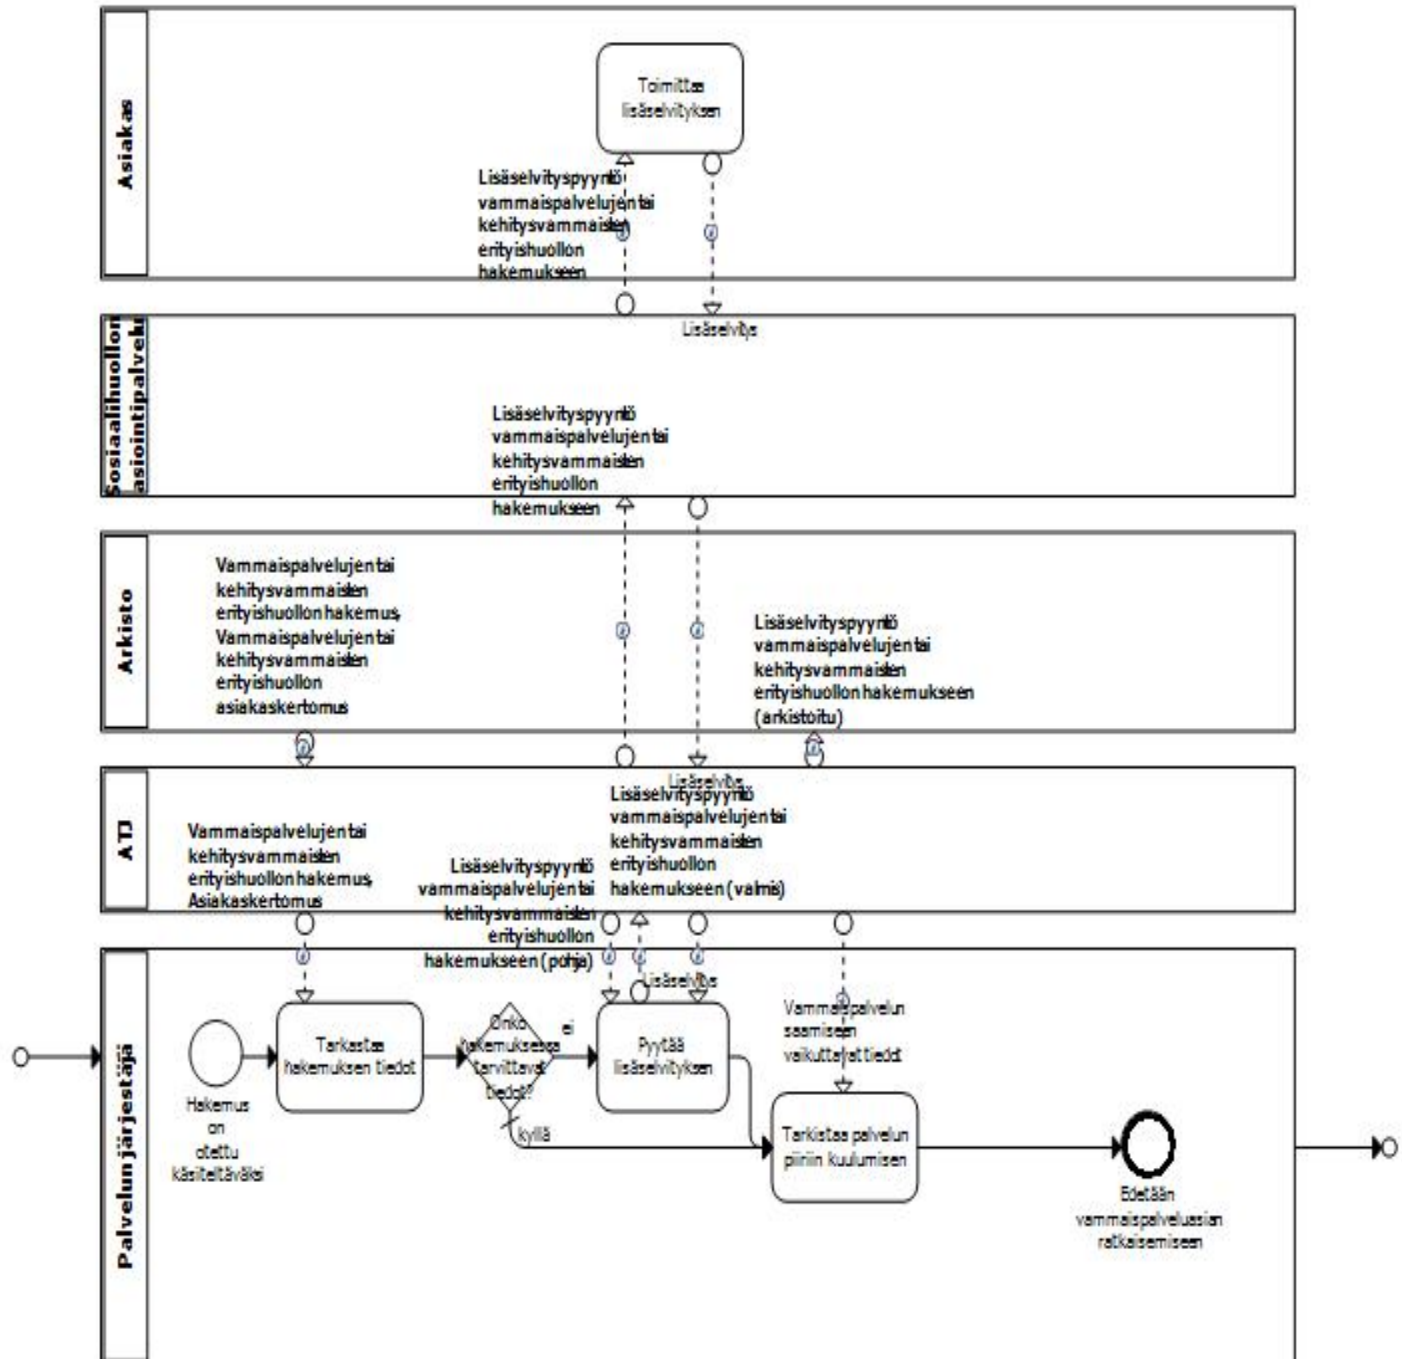 Asiakas
Toimittaa
lisäselvityksen
Lisäselvityspyyntö
vammaispalvelujen tai
kehitysvammaisten
erityishuollon
hakemukseen
Sosiaalihuollon
asiointipalvelu
Lisäselvitys
Lisäselvityspyyntö
vammaispalvelujen tai
kehitysvammaisten
erityishuollon
hakemukseen
Arkisto
Vammaispalvelujen tai
kehitysvammaisten
erityishuollon hakemus,
Vammaispalvelujen tai
kehitysvammaisten
erityishuollon
asiakaskertomus
Lisäselvityspyyntö
vammaispalvelujen tai
kehitysvammaisten
erityishuollon hakemukseen
(arkistoitu)
ATJ
Vammaispalvelujen tai
kehitysvammaisten
erityishuollon hakemus,
Asiakaskertomus
Lisäselvityspyyntö
vammaispalvelujen tai
kehitysvammaisten
erityishuollon
hakemukseen (pohja)
Lisäselvitys
Lisäselvityspyyntö
vammaispalvelujen tai
kehitysvammaisten
erityishuollon
hakemukseen (valmis)
Palvelunjärjestäjä
Hakemus
on
otettu
käsiteltäväksi
Tarkastaa
hakemuksen tiedot
Onko
hakemuksessa
tarvittavat
tiedot?
ei
kyllä
Lisäselvitys
Pyytää
lisäselvityksen
Vammaispalvelun
saamiseen
vaikuttavat tiedot
Tarkistaa palvelun
piiriin kuulumisen
Edetään
vammaispalveluasian
ratkaisemiseen